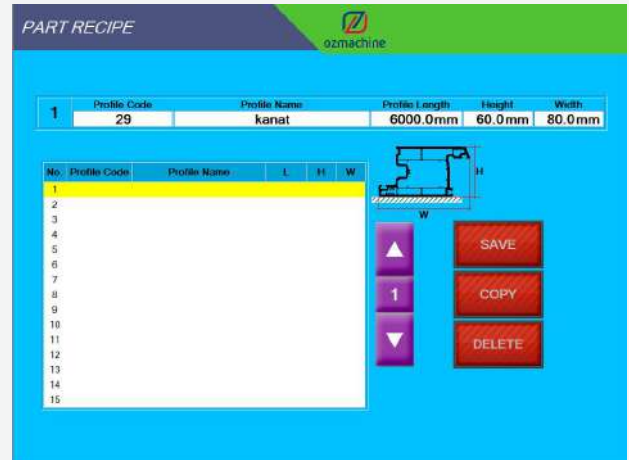 PART RECIPE
ozmachine
Profile Code Profile Name Profile Length Height Width
1 29 kanat 6000.0mm 60.0mm 80.0mm
No. Profile Code Profile Name L H W
1
2
3
4
5
6
7
8
9
10
11
12
13
14
15
H
W
SAVE
1
COPY
DELETE